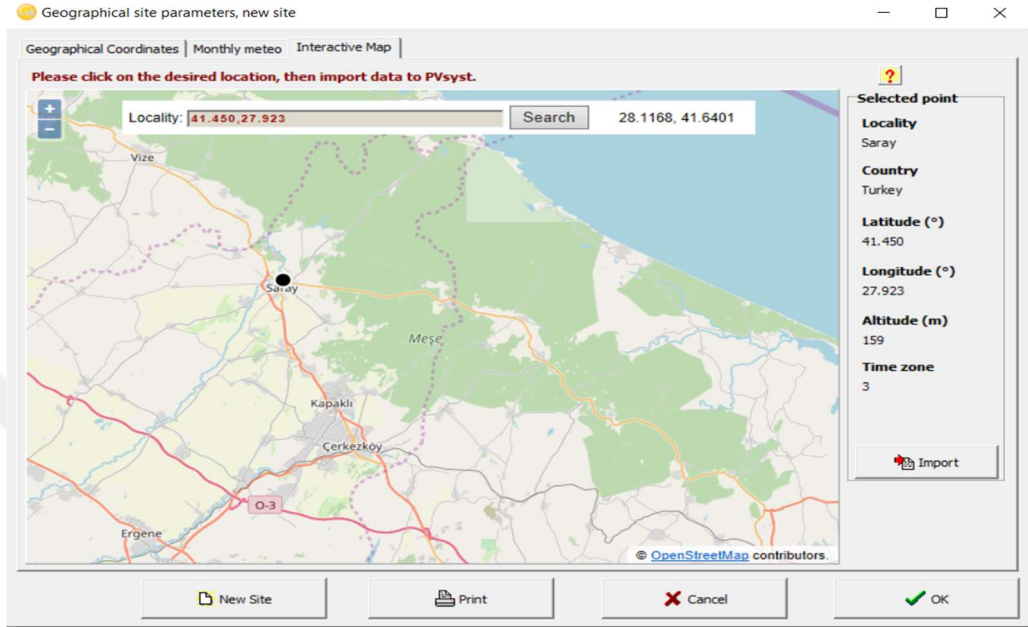 Geographical site parameters, new site
Geographical Coordinates Monthly meteo Interactive Map
Please click on the desired location, then import data to PVsyst.
?
+
−
Locality: 41.450,27.923 Search 28.1168, 41.6401
Vize
Saray
Meşe
Kapaklı
Çerkezköy
O-3
Ergene
© OpenStreetMap contributors.
Selected point
Locality
Saray
Country
Turkey
Latitude (°)
41.450
Longitude (°)
27.923
Altitude (m)
159
Time zone
3
Import
New Site Print Cancel OK